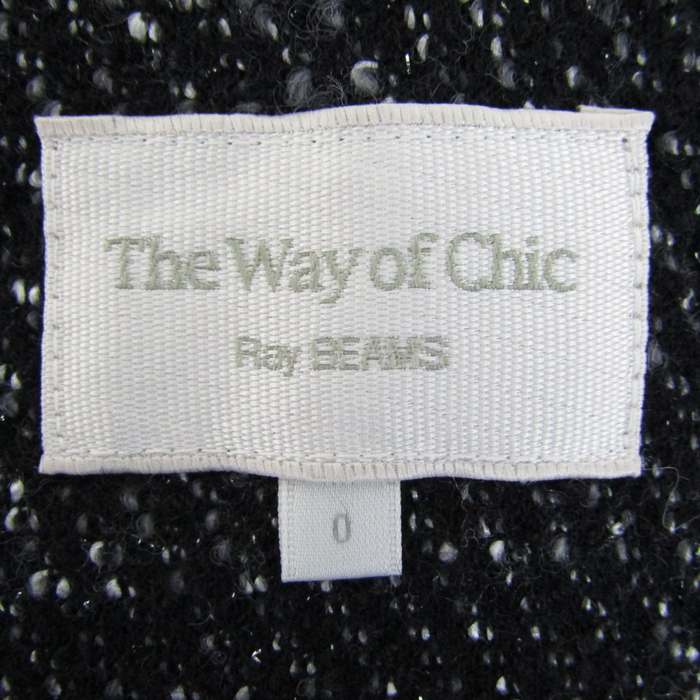 The Way of Chic
Ray BEAMS
0